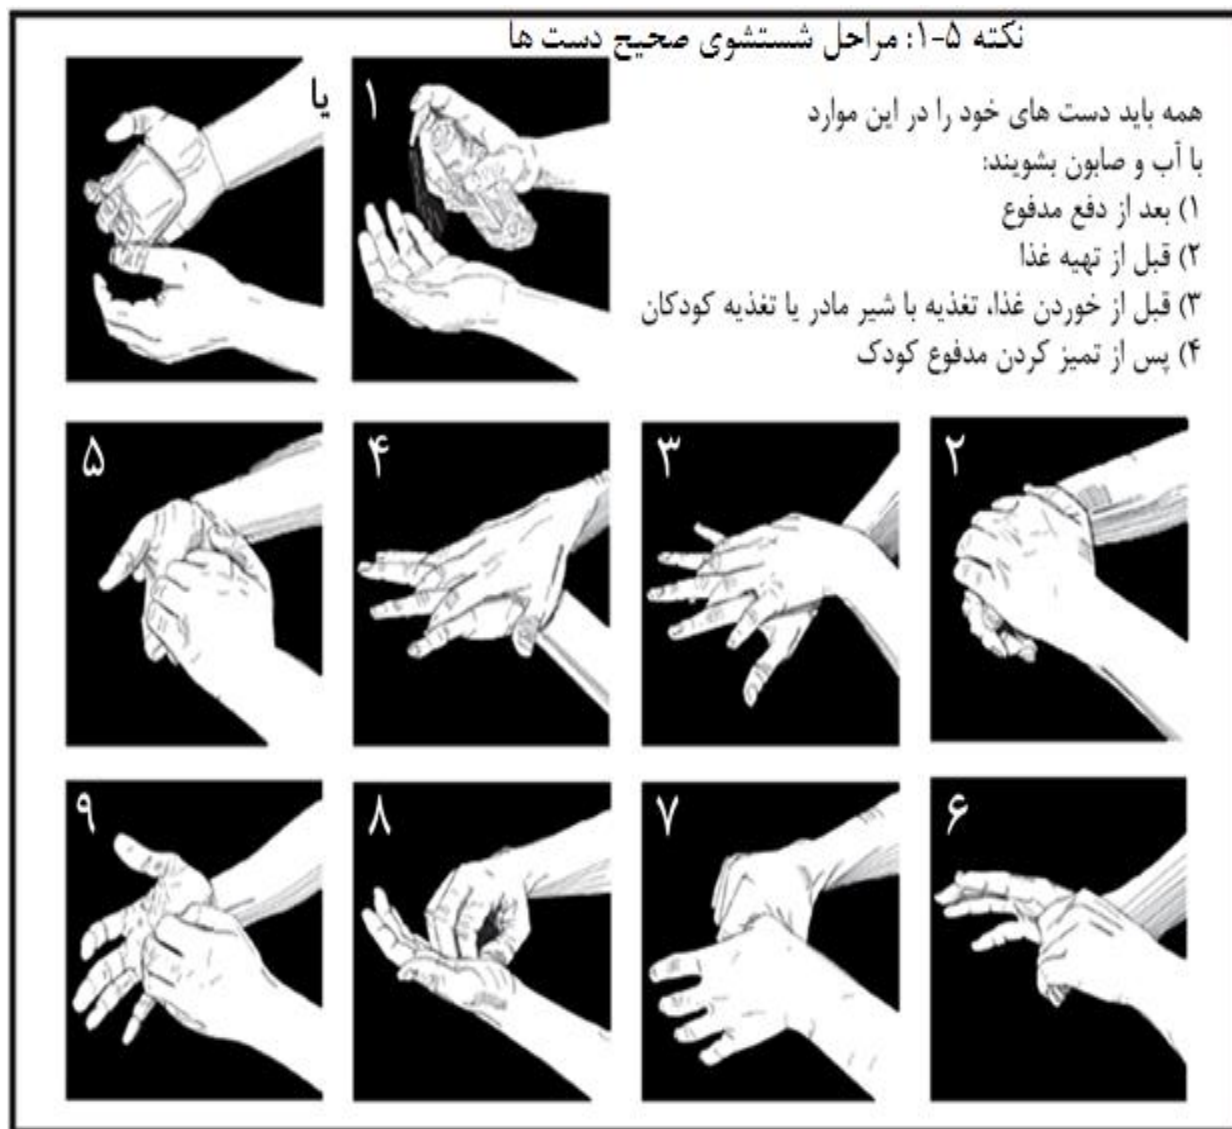 نکته ۵-۱: مراحل شستشوی صحیح دست ها
همه باید دست های خود را در این موارد
با آب و صابون بشویند:
۱) بعد از دفع مدفوع
۲) قبل از تهیه غذا
۳) قبل از خوردن غذا، تغذیه با شیر مادر یا تغذیه کودکان
۴) پس از تمیز کردن مدفوع کودک
۱
یا
۲
۳
۴
۵
۶
۷
۸
۹